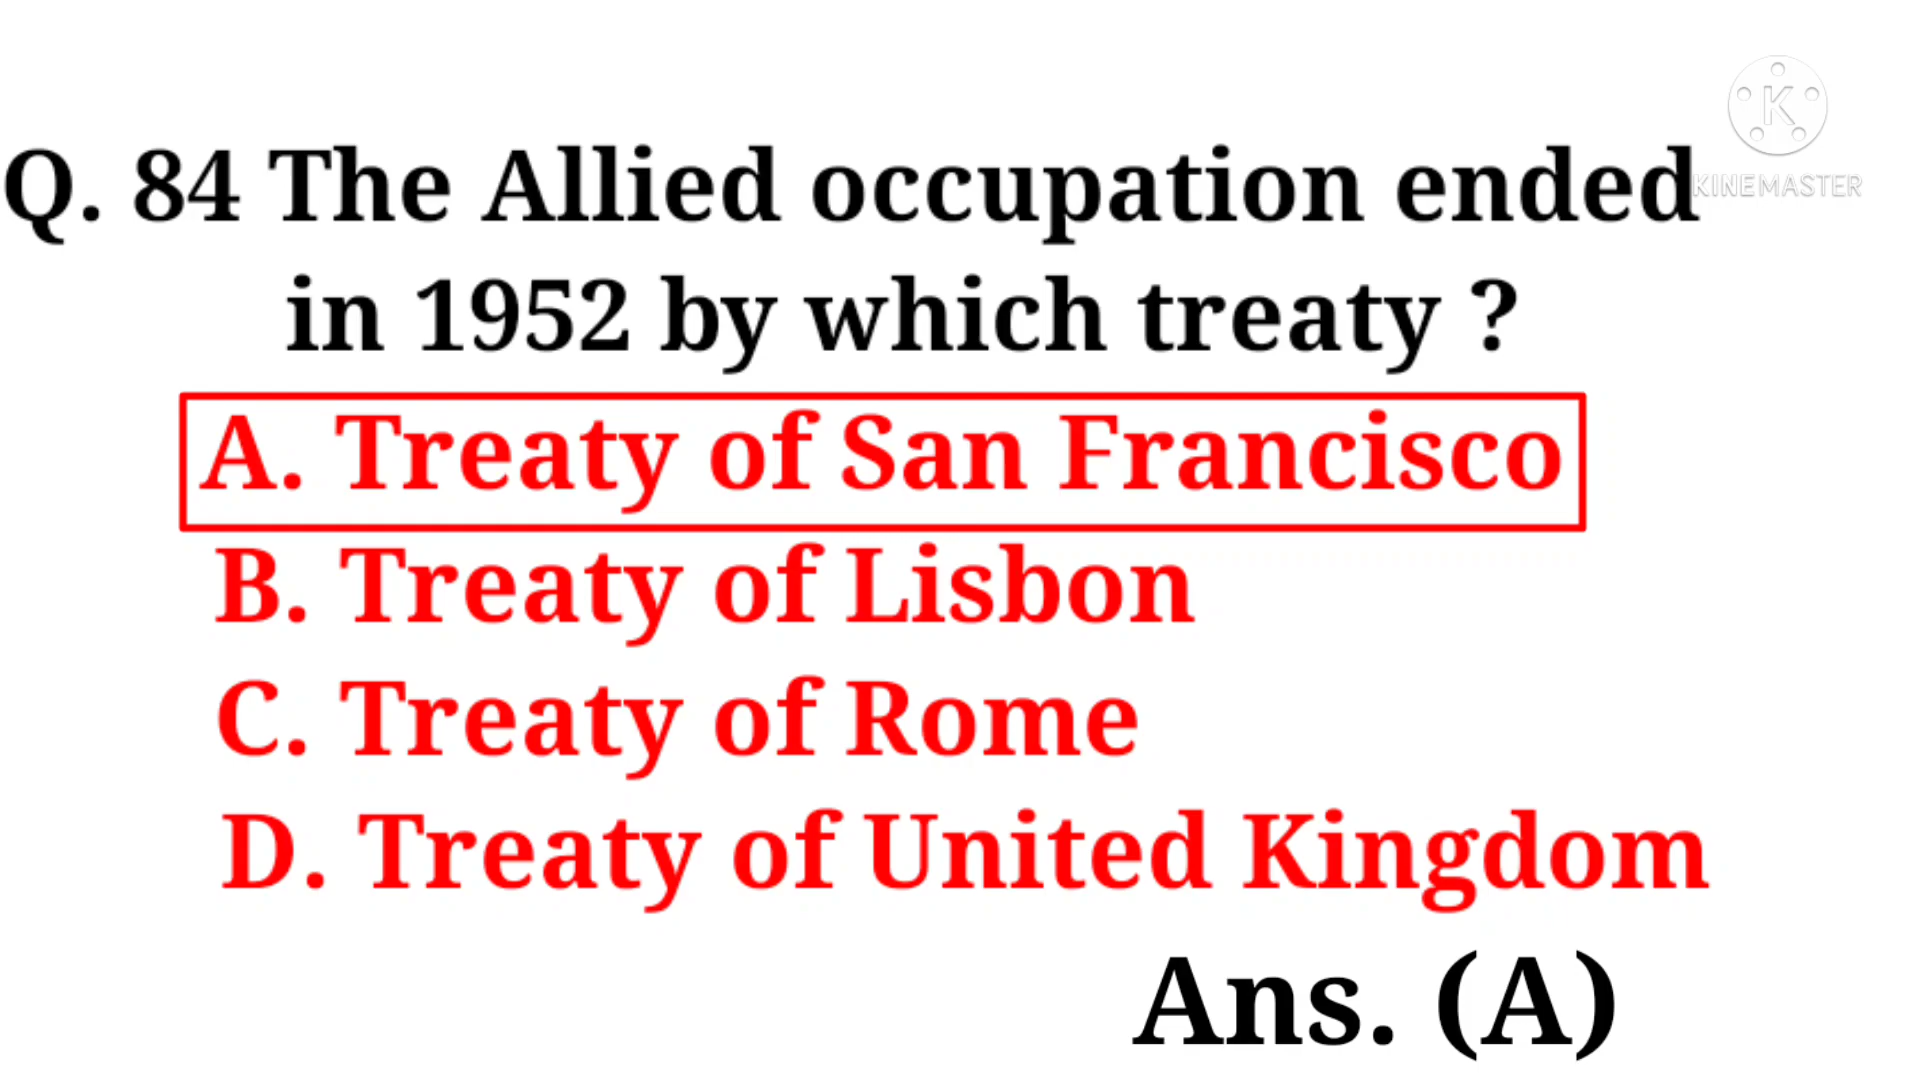 K
KINEMASTER
Q. 84 The Allied occupation ended
in 1952 by which treaty ?
A. Treaty of San Francisco
B. Treaty of Lisbon
C. Treaty of Rome
D. Treaty of United Kingdom
Ans. (A)